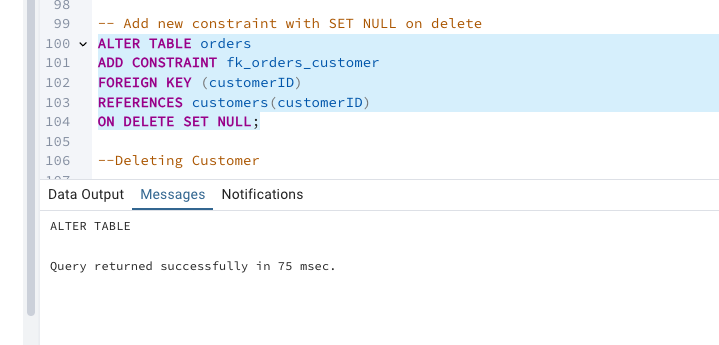 98
99 -- Add new constraint with SET NULL on delete
100 ALTER TABLE orders
101 ADD CONSTRAINT fk_orders_customer
102 FOREIGN KEY (customerID)
103 REFERENCES customers(customerID)
104 ON DELETE SET NULL;
105
106 --Deleting Customer
107
Data Output Messages Notifications
ALTER TABLE
Query returned successfully in 75 msec.